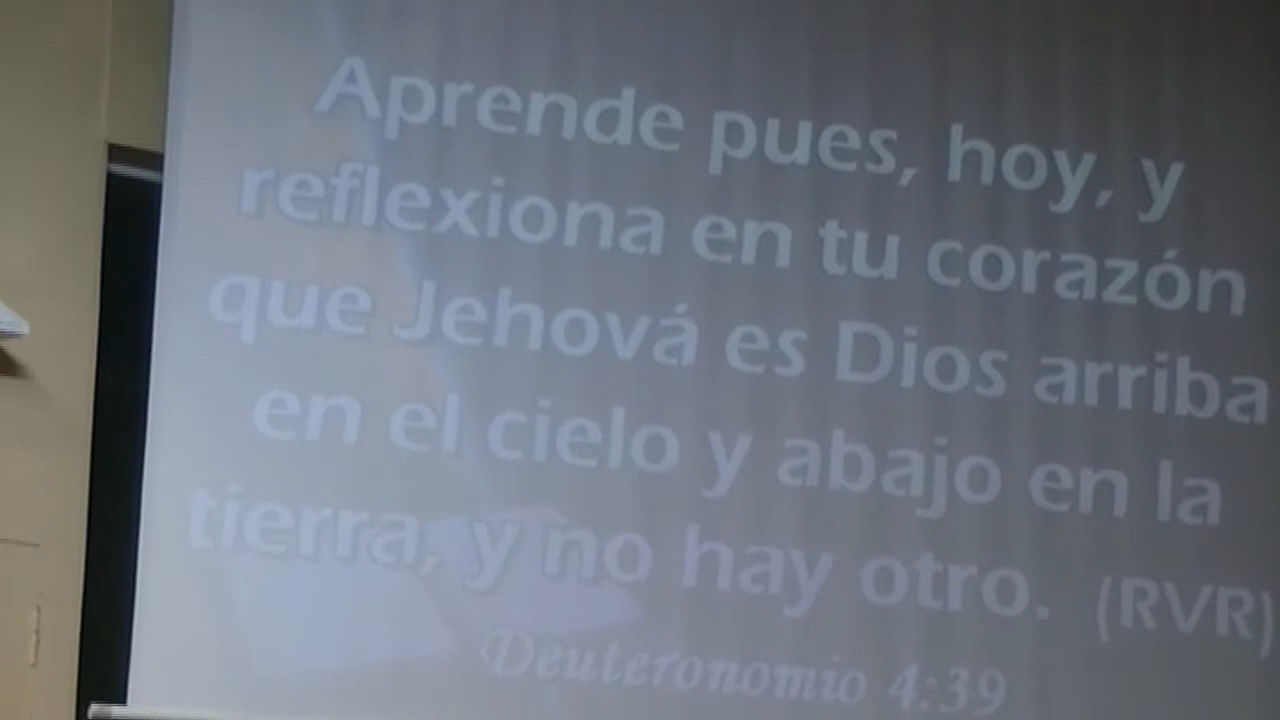 Aprende pues, hoy, y
reflexiona en tu corazón
que Jehová es Dios arriba
en el cielo y abajo en la
tierra, y no hay otro. (RVR)
Deuteronomio 4:39